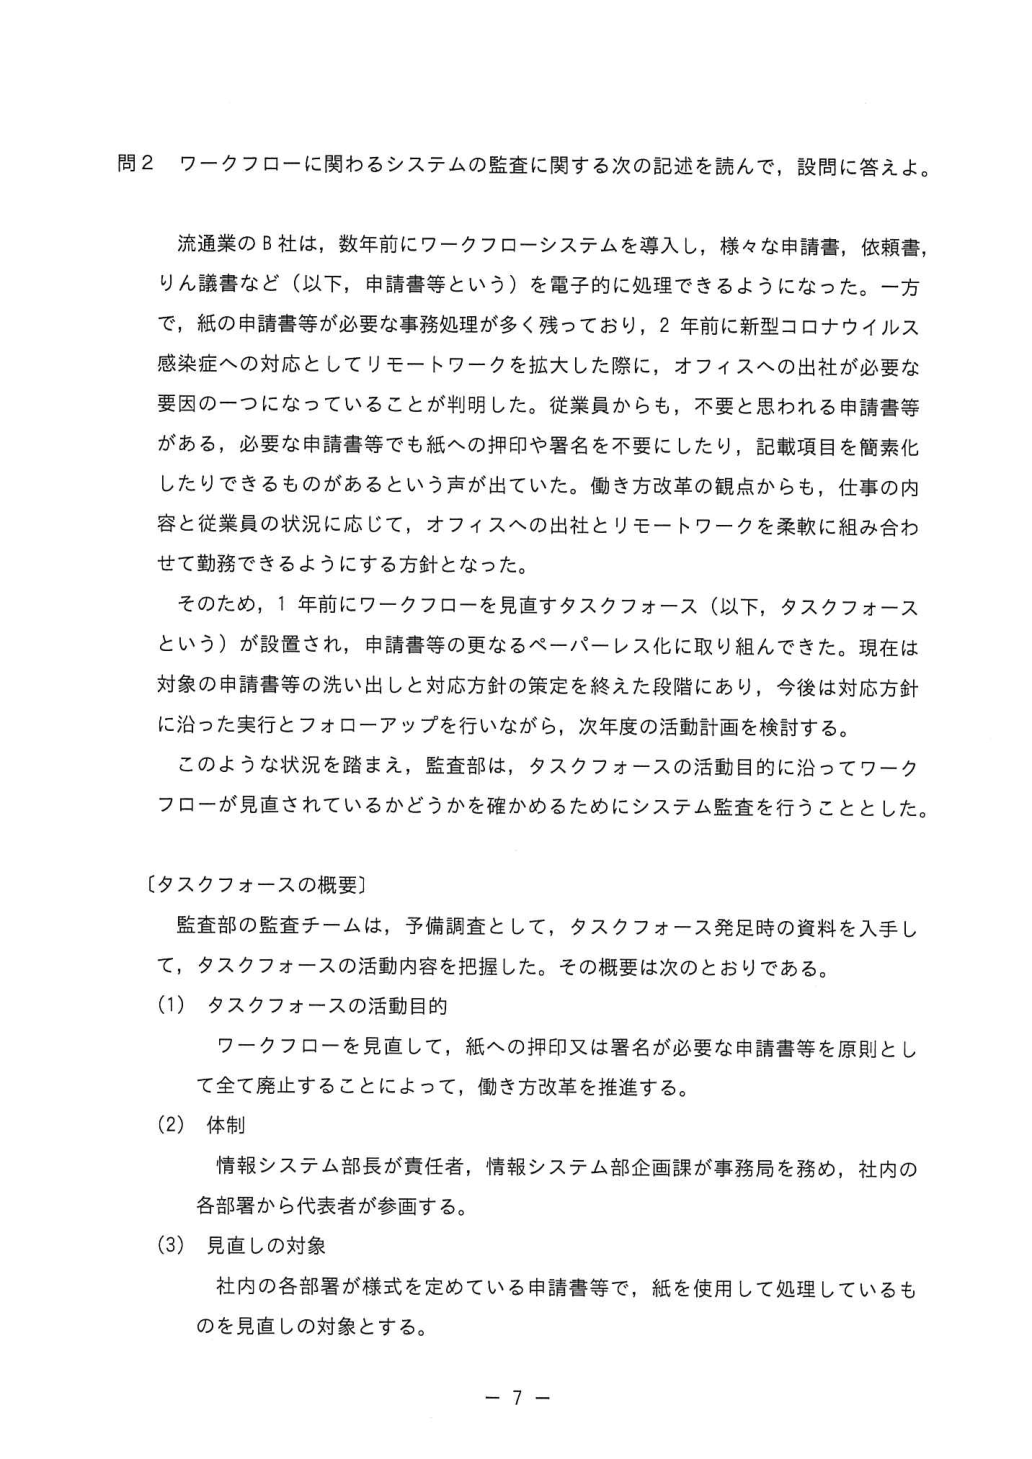 問2　ワークフローに関わるシステムの監査に関する次の記述を読んで，設問に答えよ。
流通業のB社は，数年前にワークフローシステムを導入し，様々な申請書，依頼書，
りん議書など（以下，申請書等という）を電子的に処理できるようになった。一方
で，紙の申請書等が必要な事務処理が多く残っており，2 年前に新型コロナウイルス
感染症への対応としてリモートワークを拡大した際に，オフィスへの出社が必要な
要因の一つになっていることが判明した。従業員からも，不要と思われる申請書等
がある，必要な申請書等でも紙への押印や署名を不要にしたり，記載項目を簡素化
したりできるものがあるという声が出ていた。働き方改革の観点からも，仕事の内
容と従業員の状況に応じて，オフィスへの出社とリモートワークを柔軟に組み合わ
せて勤務できるようにする方針となった。
そのため，1 年前にワークフローを見直すタスクフォース（以下，タスクフォース
という）が設置され，申請書等の更なるペーパーレス化に取り組んできた。現在は
対象の申請書等の洗い出しと対応方針の策定を終えた段階にあり，今後は対応方針
に沿った実行とフォローアップを行いながら，次年度の活動計画を検討する。
このような状況を踏まえ，監査部は，タスクフォースの活動目的に沿ってワーク
フローが見直されているかどうかを確かめるためにシステム監査を行うこととした。
〔タスクフォースの概要〕
監査部の監査チームは，予備調査として，タスクフォース発足時の資料を入手し
て，タスクフォースの活動内容を把握した。その概要は次のとおりである。
(1)　タスクフォースの活動目的
ワークフローを見直して，紙への押印又は署名が必要な申請書等を原則とし
て全て廃止することによって，働き方改革を推進する。
(2)　体制
情報システム部長が責任者，情報システム部企画課が事務局を務め，社内の
各部署から代表者が参画する。
(3)　見直しの対象
社内の各部署が様式を定めている申請書等で，紙を使用して処理しているも
のを見直しの対象とする。
－ 7 －